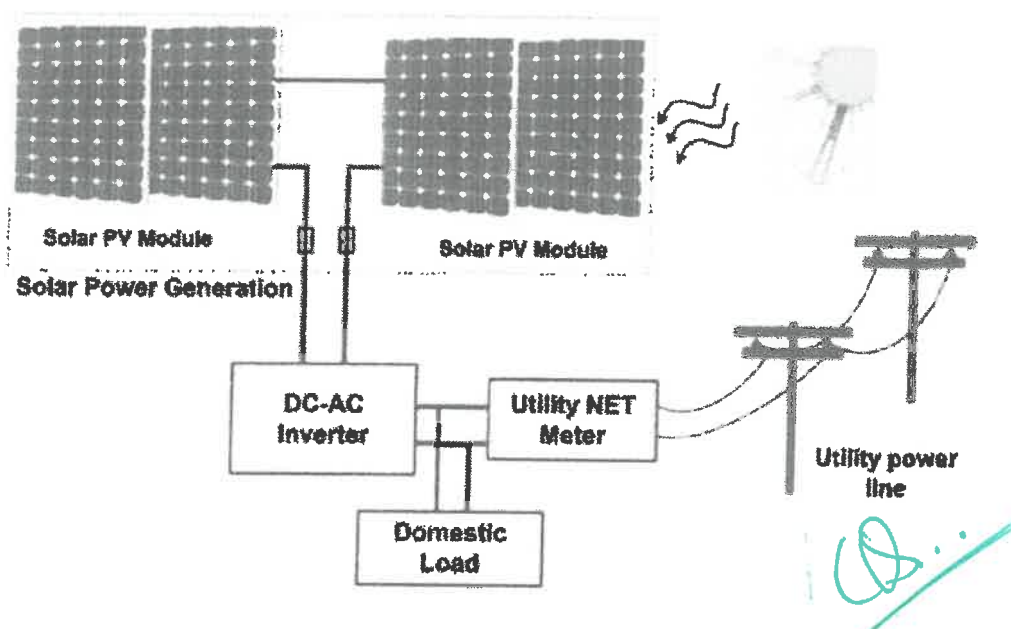 Solar PV Module
Solar PV Module
Solar Power Generation
DC-AC
Inverter
Utility NET
Meter
Utility power
line
Domestic
Load